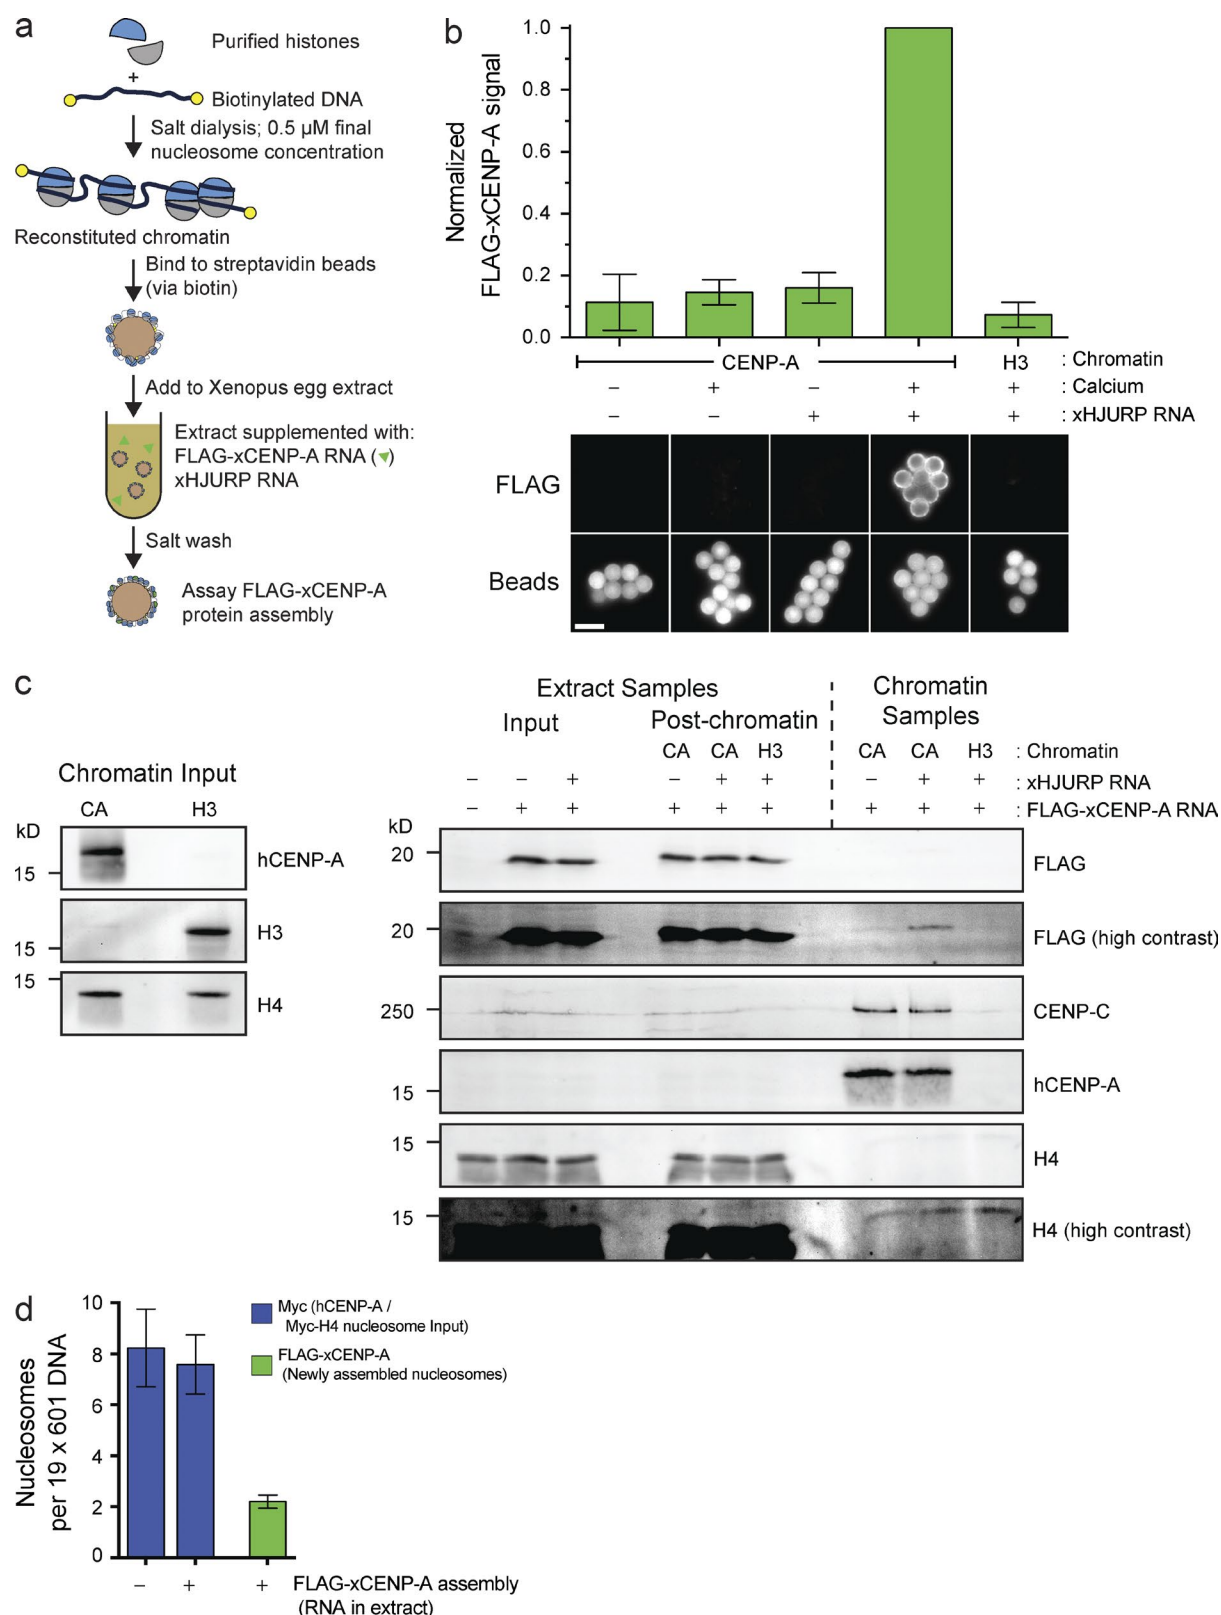 a
Purified histones
+
Biotinylated DNA
Salt dialysis; 0.5 µM final
nucleosome concentration
Reconstituted chromatin
Bind to streptavidin beads
(via biotin)
Add to Xenopus egg extract
Extract supplemented with:
FLAG-xCENP-A RNA ( )
xHJURP RNA
Salt wash
Assay FLAG-xCENP-A
protein assembly
b
Normalized
FLAG-xCENP-A signal
1.0
0.8
0.6
0.4
0.2
0.0
CENP-A H3 : Chromatin
– + – + + : Calcium
– – + + + : xHJURP RNA
FLAG
Beads
c
Chromatin Input
CA H3
kD
15 hCENP-A
15 H3
15 H4
Extract Samples Chromatin
Samples
Input Post-chromatin
CA CA H3 CA CA H3 : Chromatin
– – + – + + – + + : xHJURP RNA
– + + + + + + + + : FLAG-xCENP-A RNA
kD
20 FLAG
20 FLAG (high contrast)
250 CENP-C
15 hCENP-A
15 H4
15 H4 (high contrast)
d
Nucleosomes
per 19 x 601 DNA
10
8
6
4
2
0
Myc (hCENP-A /
Myc-H4 nucleosome Input)
FLAG-xCENP-A
(Newly assembled nucleosomes)
– + + FLAG-xCENP-A assembly
(RNA in extract)